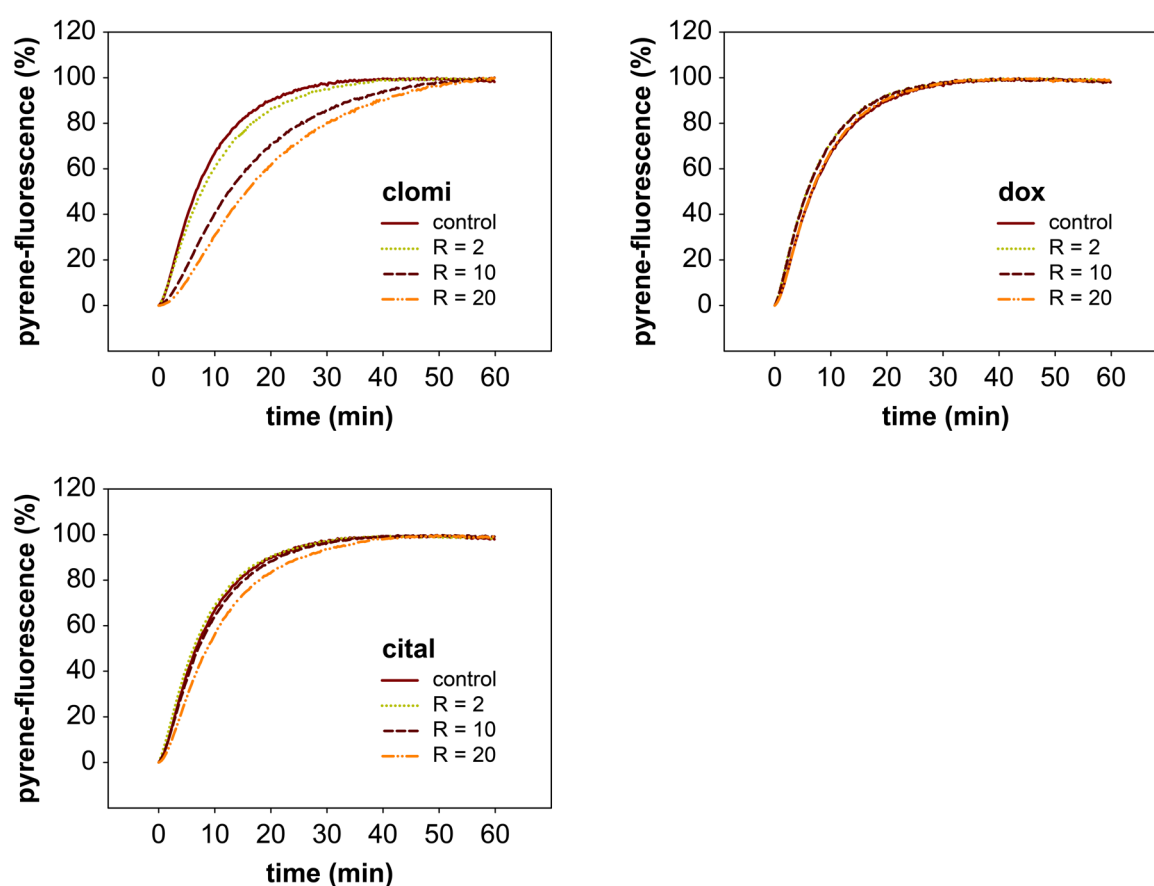 pyrene-fluorescence (%)
120
100
80
60
40
20
0
clomi
control
R = 2
R = 10
R = 20
0 10 20 30 40 50 60
time (min)
pyrene-fluorescence (%)
120
100
80
60
40
20
0
dox
control
R = 2
R = 10
R = 20
0 10 20 30 40 50 60
time (min)
pyrene-fluorescence (%)
120
100
80
60
40
20
0
cital
control
R = 2
R = 10
R = 20
0 10 20 30 40 50 60
time (min)